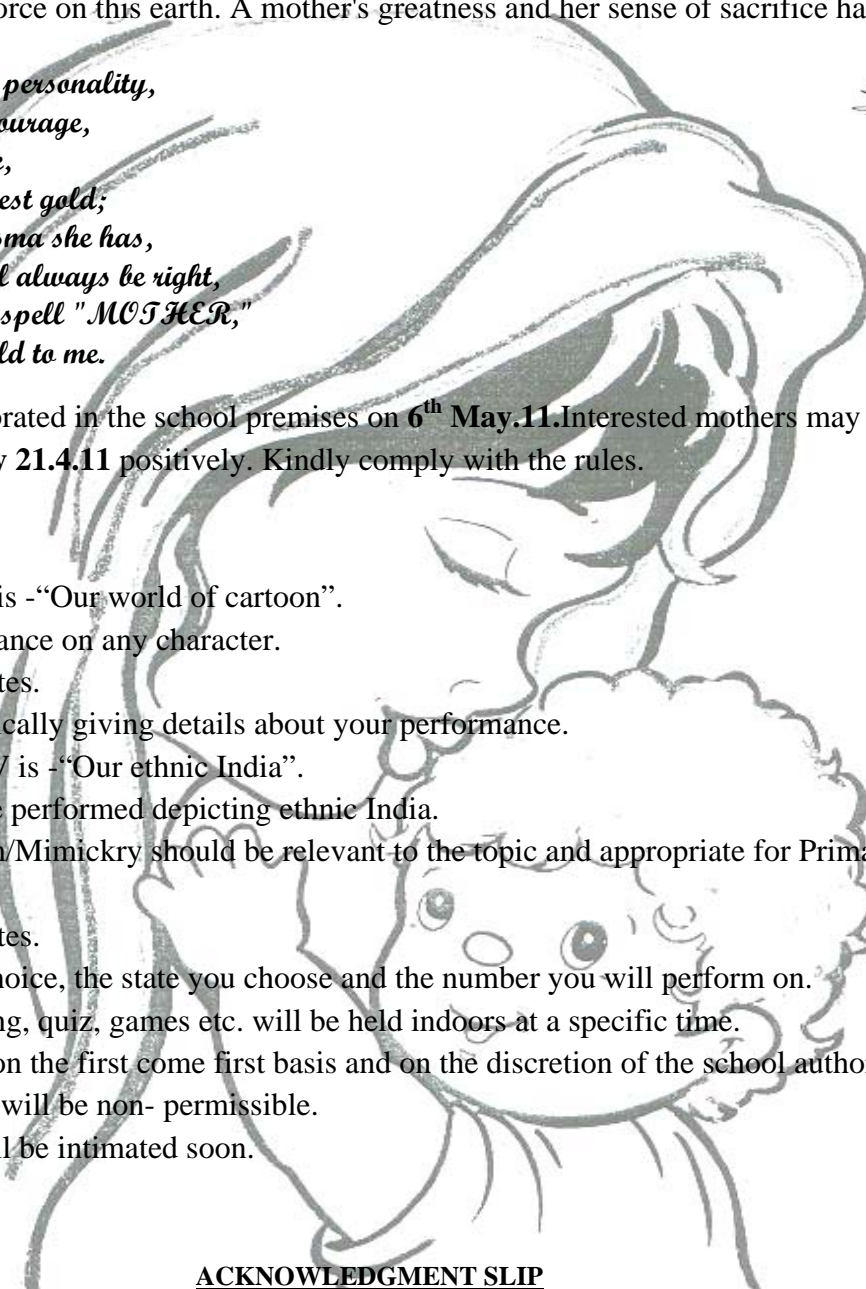 orce on this earth. A mother's greatness and her sense of sacrifice ha
personality,
ourage,
est gold;
sma she has,
l always be right,
spell "MOTHER,"
ld to me.
brated in the school premises on 6th May.11.Interested mothers may
y 21.4.11 positively. Kindly comply with the rules.
is -“Our world of cartoon”.
ance on any character.
tes.
ically giving details about your performance.
V is -“Our ethnic India”.
e performed depicting ethnic India.
n/Mimickry should be relevant to the topic and appropriate for Prima
tes.
hoice, the state you choose and the number you will perform on.
ng, quiz, games etc. will be held indoors at a specific time.
on the first come first basis and on the discretion of the school author
will be non- permissible.
ll be intimated soon.
ACKNOWLEDGMENT SLIP